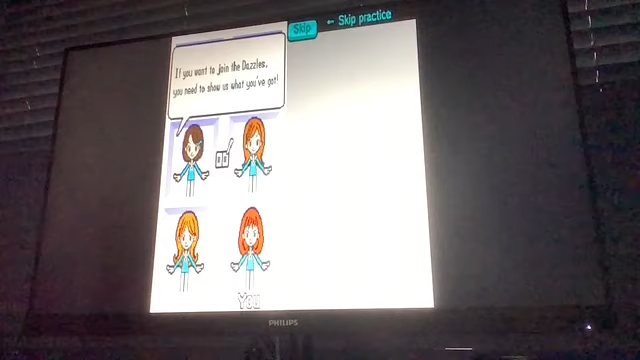 Skip
← Skip practice
If you want to join the Dazzles,
you need to show us what you've got!
You
PHILIPS